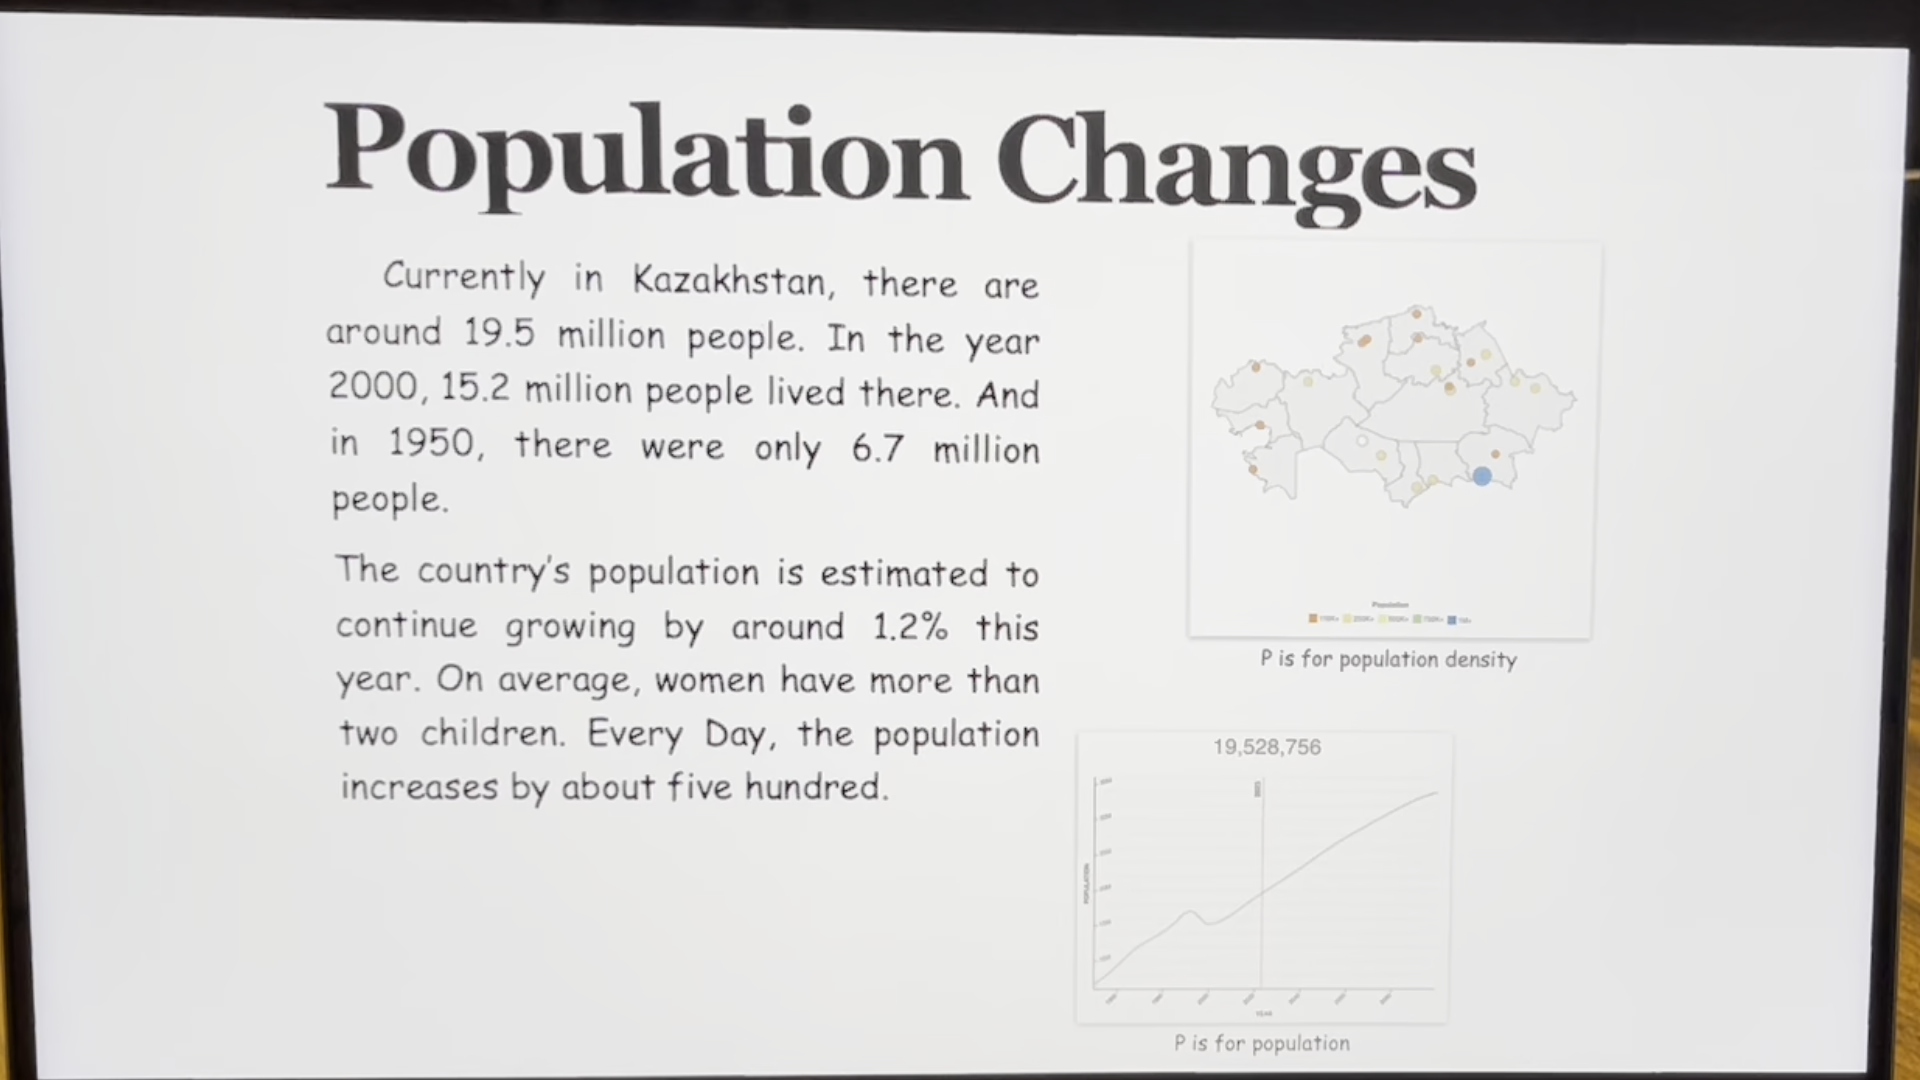 Population Changes
Currently in Kazakhstan, there are
around 19.5 million people. In the year
2000, 15.2 million people lived there. And
in 1950, there were only 6.7 million
people.
The country's population is estimated to
continue growing by around 1.2% this
year. On average, women have more than
two children. Every Day, the population
increases by about five hundred.
Population
P is for population density
19,528,756
POPULATION
YEAR
P is for population